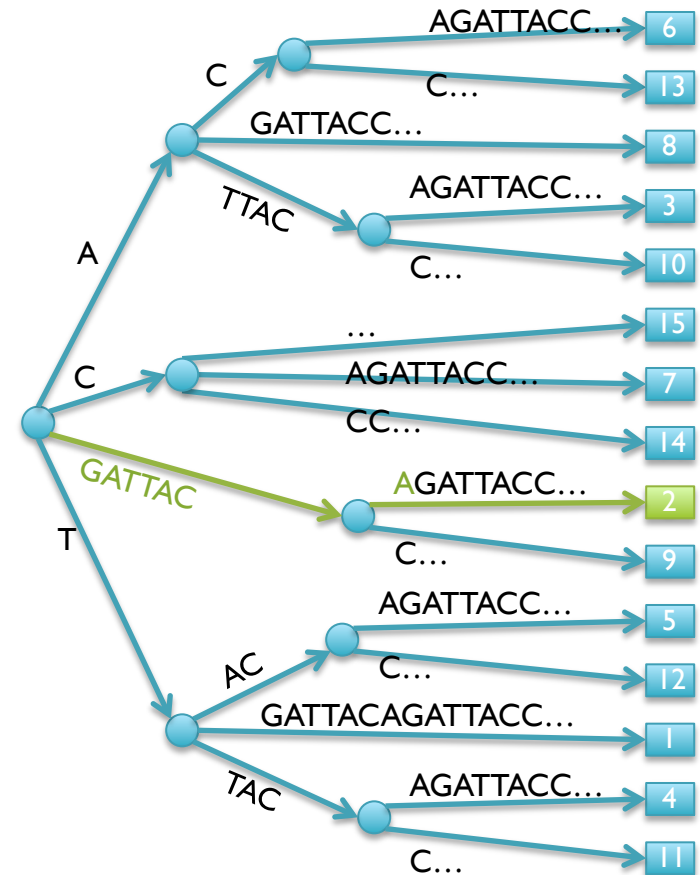 AGATTACC…
6
C
C…
13
GATTACC…
8
TTAC
AGATTACC…
3
A
C…
10
…
15
C
AGATTACC…
7
CC…
14
GATTAC
AGATTACC…
2
T
C…
9
AGATTACC…
5
AC
C…
12
GATTACAGATTACC…
1
TAC
AGATTACC…
4
C…
11